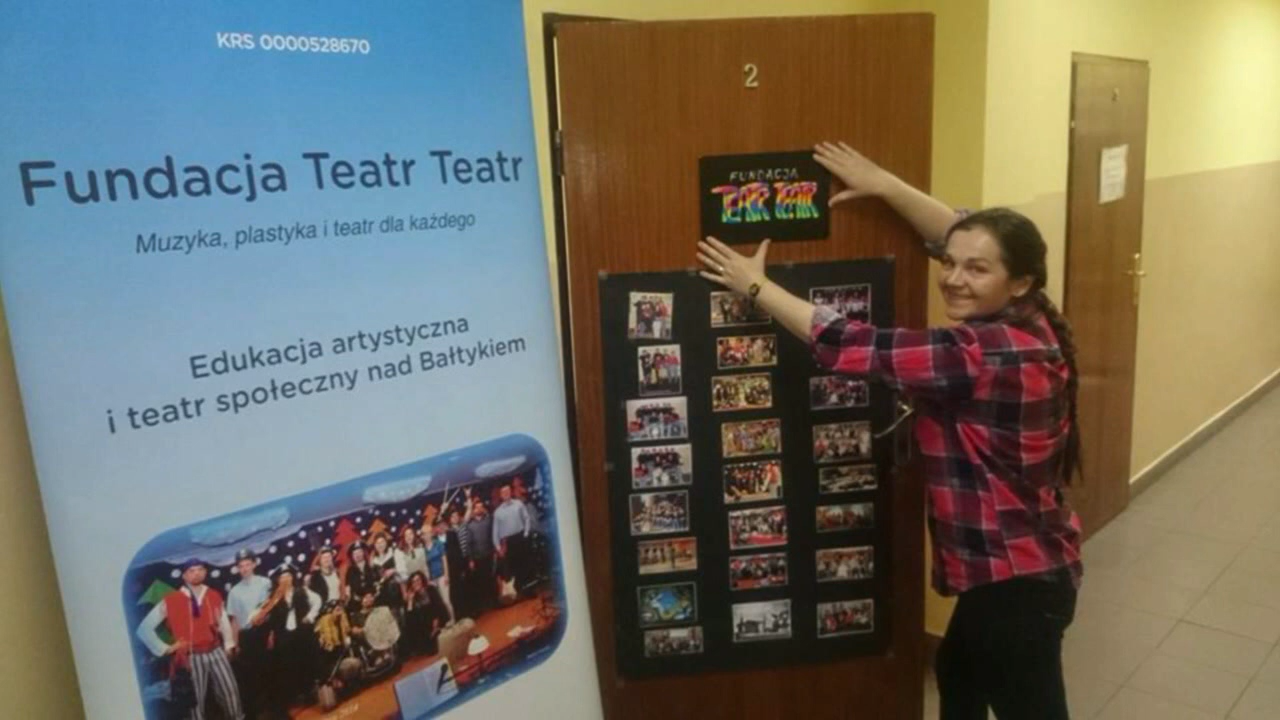 KRS 0000528670
Fundacja Teatr Teatr
Muzyka, plastyka i teatr dla każdego
Edukacja artystyczna
i teatr społeczny nad Bałtykiem
2
FUNDACJA
TEATR TEATR